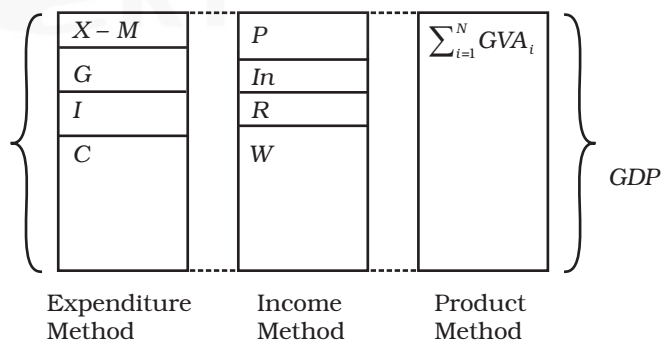 X – M
G
I
C
P
In
R
W
∑_{i=1}^{N} GVA_i
GDP
Expenditure
Method
Income
Method
Product
Method